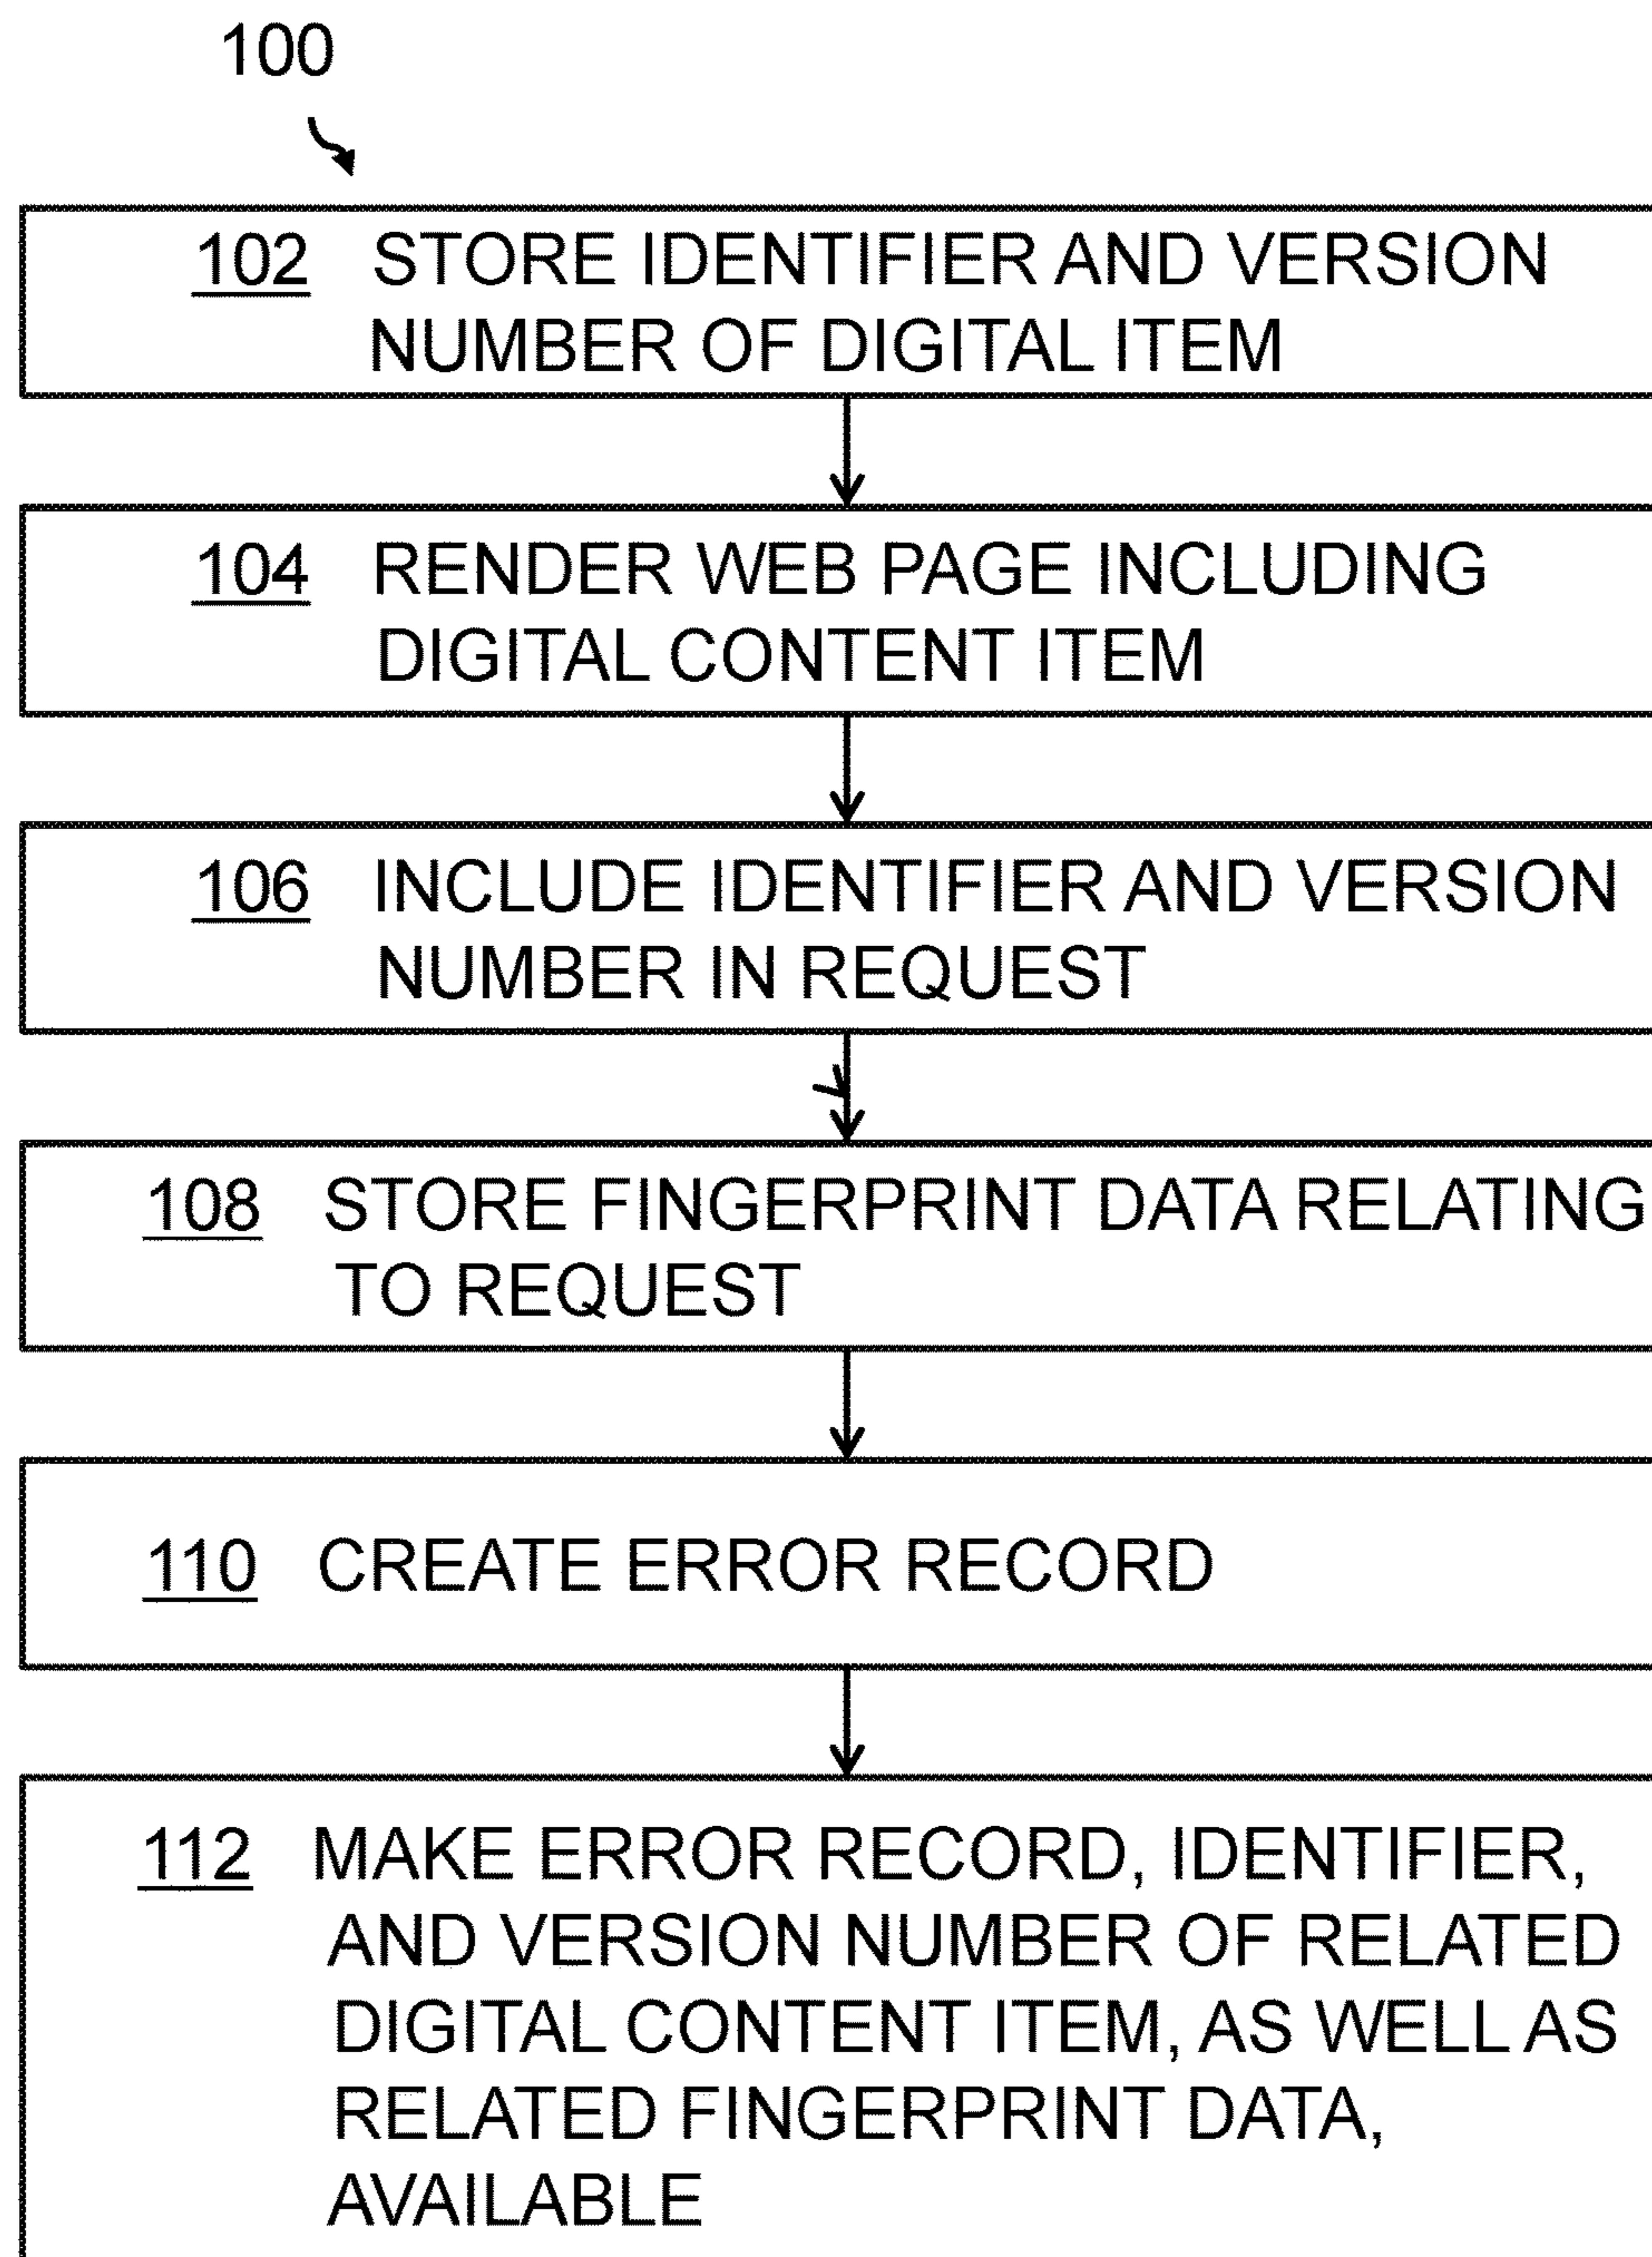 100
102 STORE IDENTIFIER AND VERSION
NUMBER OF DIGITAL ITEM
104 RENDER WEB PAGE INCLUDING
DIGITAL CONTENT ITEM
106 INCLUDE IDENTIFIER AND VERSION
NUMBER IN REQUEST
108 STORE FINGERPRINT DATA RELATING
TO REQUEST
110 CREATE ERROR RECORD
112 MAKE ERROR RECORD, IDENTIFIER,
AND VERSION NUMBER OF RELATED
DIGITAL CONTENT ITEM, AS WELL AS
RELATED FINGERPRINT DATA,
AVAILABLE